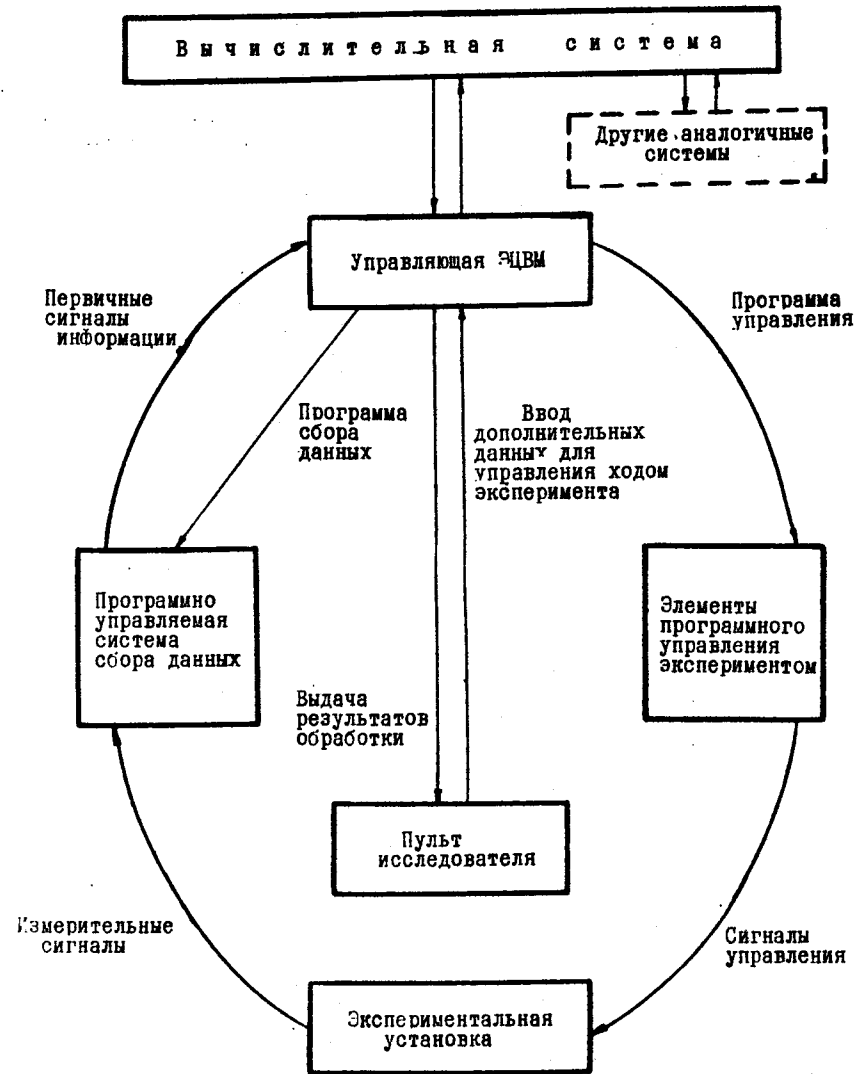 Вычислительная система
Другие аналогичные
системы
Управляющая ЭЦВМ
Первичные
сигналы
информации
Программа
управления
Программа
сбора
данных
Ввод
дополнительных
данных для
управления ходом
эксперимента
Программно
управляемая
система
сбора данных
Элементы
программного
управления
экспериментом
Выдача
результатов
обработки
Пульт
исследователя
Измерительные
сигналы
Сигналы
управления
Экспериментальная
установка